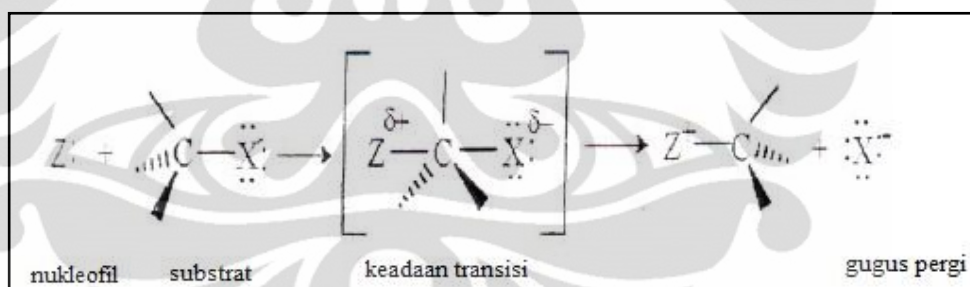 Z: + C — Ẍ: → [ Z — C — Ẍ: ] → Z⁺ — C + :Ẍ:⁻
δ+ δ–
nukleofil substrat keadaan transisi gugus pergi